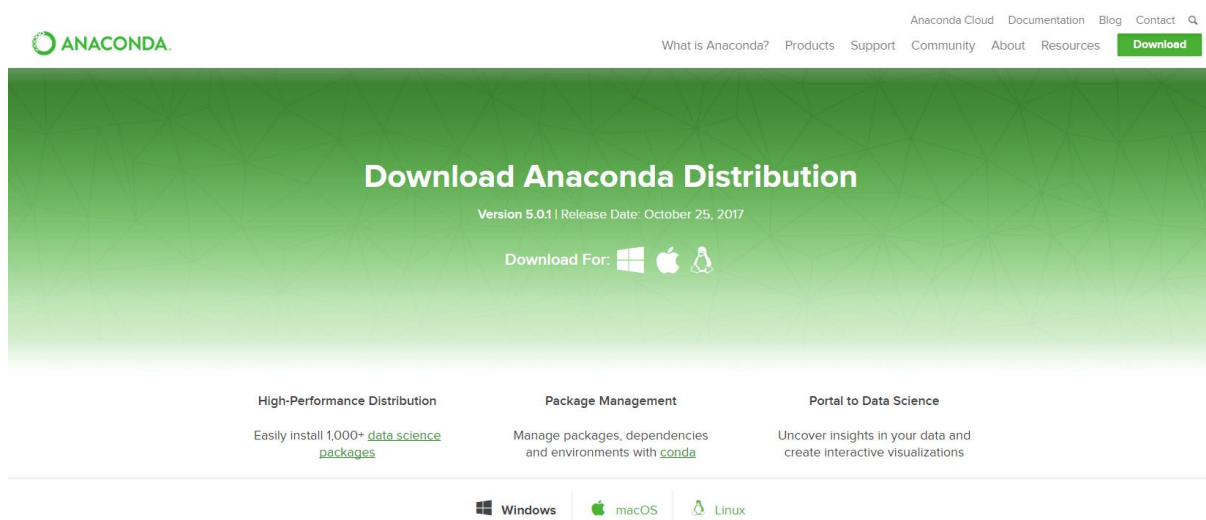 Anaconda Cloud Documentation Blog Contact
ANACONDA.
What is Anaconda? Products Support Community About Resources Download
Download Anaconda Distribution
Version 5.0.1 | Release Date: October 25, 2017
Download For:
High-Performance Distribution
Easily install 1,000+ data science
packages
Package Management
Manage packages, dependencies
and environments with conda
Portal to Data Science
Uncover insights in your data and
create interactive visualizations
Windows macOS Linux